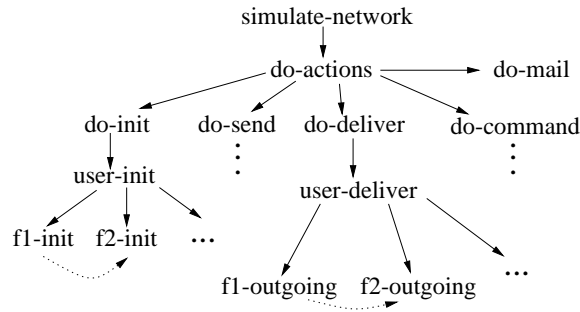 simulate-network
do-actions do-mail
do-init do-send do-deliver do-command
user-init
user-deliver
f1-init f2-init ...
f1-outgoing f2-outgoing ...